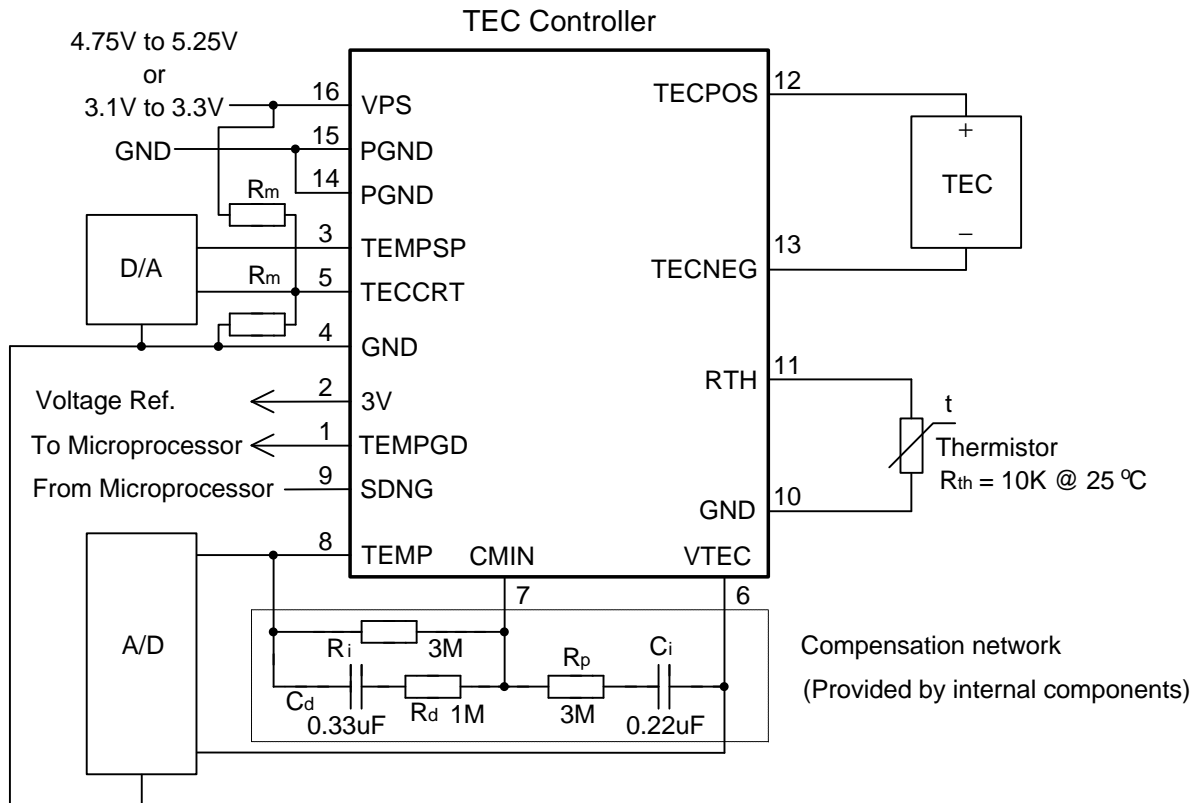 TEC Controller
4.75V to 5.25V
or
3.1V to 3.3V
16
VPS
GND
15
PGND
14
PGND
Rm
D/A
3
TEMPSP
Rm
5
TECCRT
4
GND
Voltage Ref.
2
3V
To Microprocessor
1
TEMPGD
From Microprocessor
9
SDNG
8
TEMP
CMIN
VTEC
7
6
TECPOS
12
+
TEC
−
13
TECNEG
RTH
11
t
Thermistor
Rth = 10K @ 25 °C
GND
10
A/D
Ri
3M
Cd
0.33uF
Rd
1M
Rp
3M
Ci
0.22uF
Compensation network
(Provided by internal components)